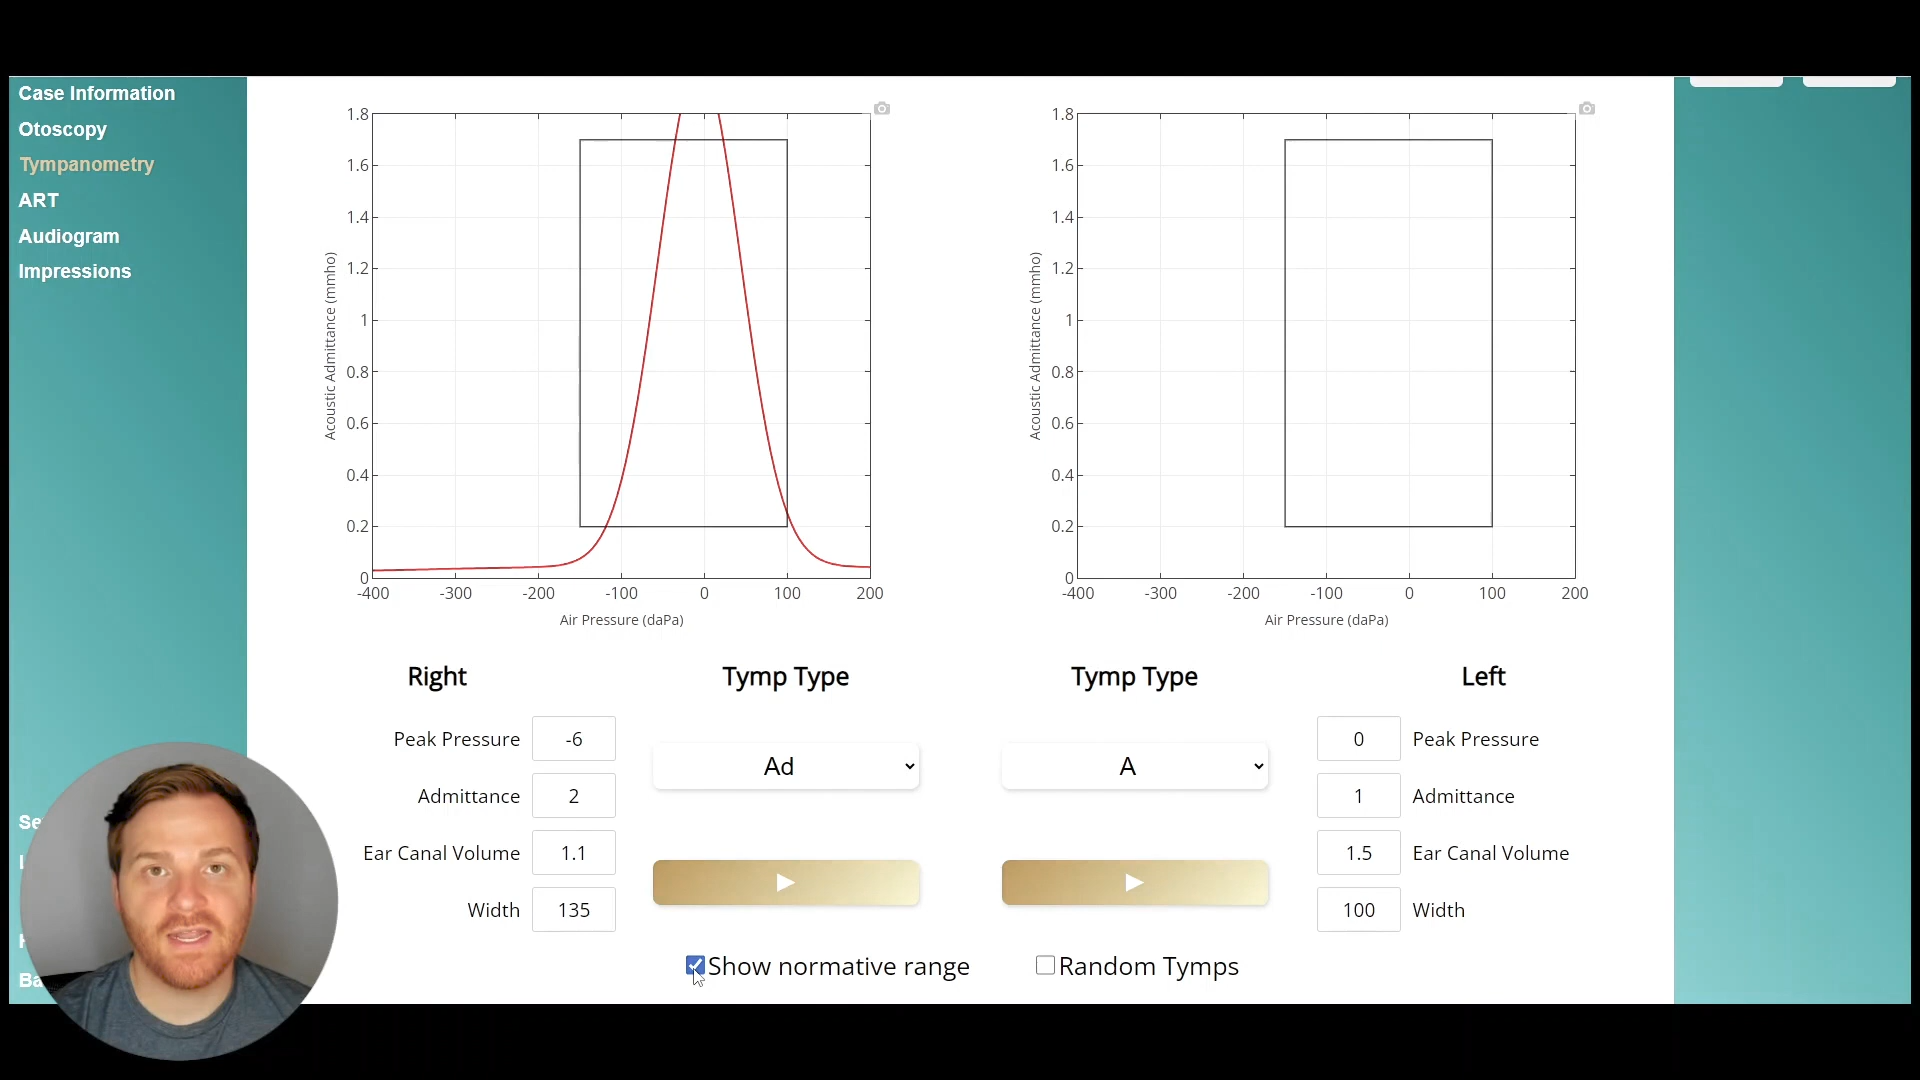 Case Information
Otoscopy
Tympanometry
ART
Audiogram
Impressions
1.8
1.6
1.4
1.2
1
0.8
0.6
0.4
0.2
0
Acoustic Admittance (mmho)
-400 -300 -200 -100 0 100 200
Air Pressure (daPa)
1.8
1.6
1.4
1.2
1
0.8
0.6
0.4
0.2
0
Acoustic Admittance (mmho)
-400 -300 -200 -100 0 100 200
Air Pressure (daPa)
Right Tymp Type Tymp Type Left
Peak Pressure -6 0 Peak Pressure
Ad A
Admittance 2 1 Admittance
Ear Canal Volume 1.1 1.5 Ear Canal Volume
Width 135 100 Width
Show normative range Random Tymps